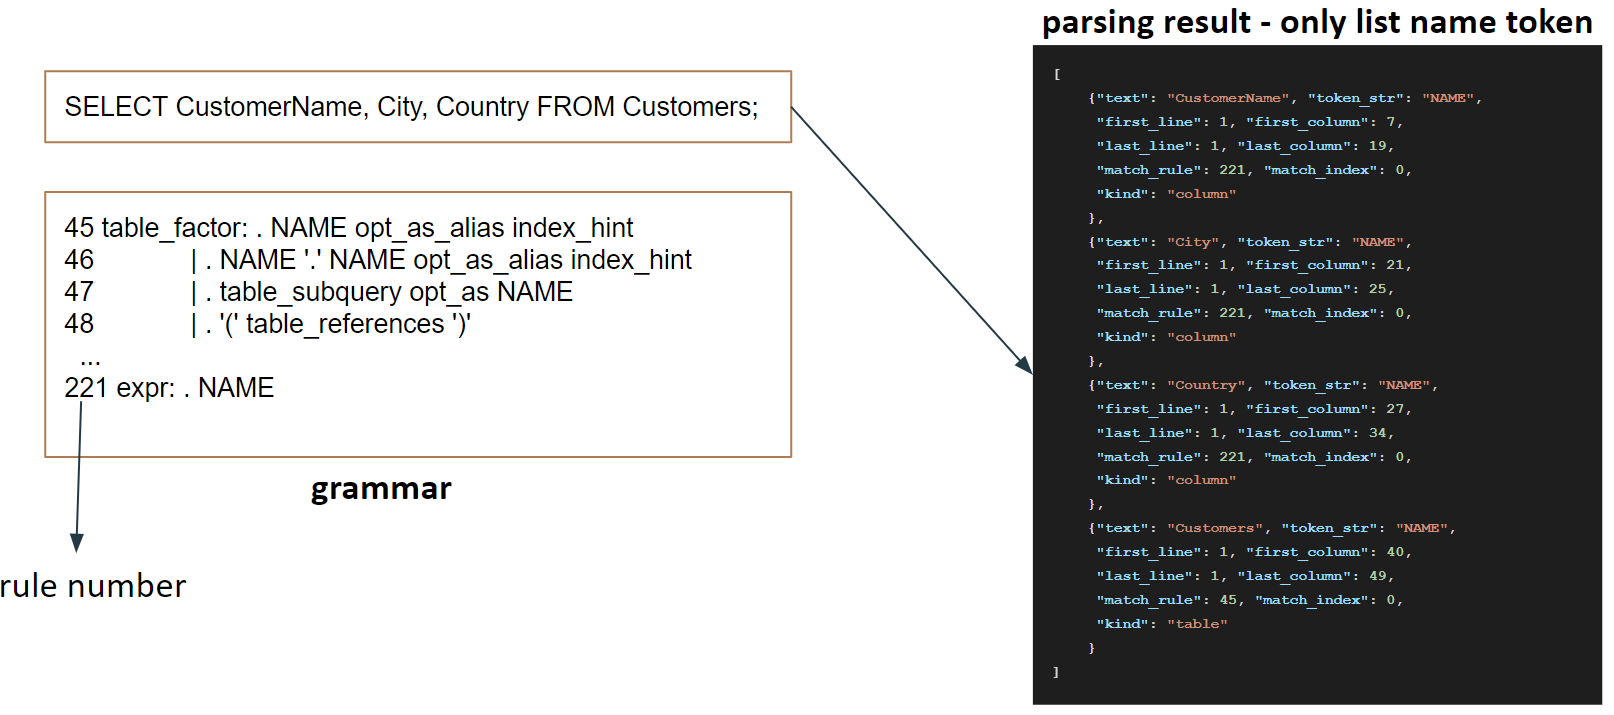 parsing result - only list name token
SELECT CustomerName, City, Country FROM Customers;
45 table_factor: . NAME opt_as_alias index_hint
46 | . NAME '.' NAME opt_as_alias index_hint
47 | . table_subquery opt_as NAME
48 | . '(' table_references ')'
...
221 expr: . NAME
grammar
rule number
[
{"text": "CustomerName", "token_str": "NAME",
"first_line": 1, "first_column": 7,
"last_line": 1, "last_column": 19,
"match_rule": 221, "match_index": 0,
"kind": "column"
},
{"text": "City", "token_str": "NAME",
"first_line": 1, "first_column": 21,
"last_line": 1, "last_column": 25,
"match_rule": 221, "match_index": 0,
"kind": "column"
},
{"text": "Country", "token_str": "NAME",
"first_line": 1, "first_column": 27,
"last_line": 1, "last_column": 34,
"match_rule": 221, "match_index": 0,
"kind": "column"
},
{"text": "Customers", "token_str": "NAME",
"first_line": 1, "first_column": 40,
"last_line": 1, "last_column": 49,
"match_rule": 45, "match_index": 0,
"kind": "table"
}
]